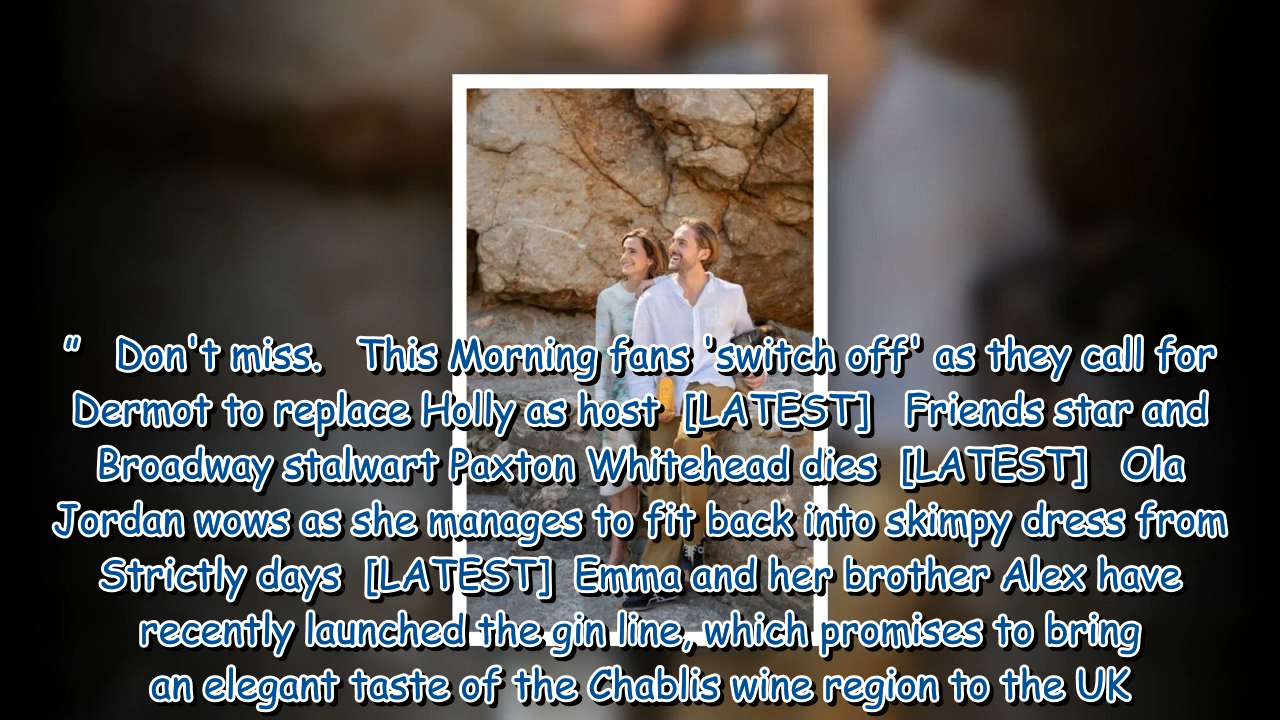 ” Don't miss. This Morning fans 'switch off' as they call for
Dermot to replace Holly as host [LATEST] Friends star and
Broadway stalwart Paxton Whitehead dies [LATEST] Ola
Jordan wows as she manages to fit back into skimpy dress from
Strictly days [LATEST] Emma and her brother Alex have
recently launched the gin line, which promises to bring
an elegant taste of the Chablis wine region to the UK